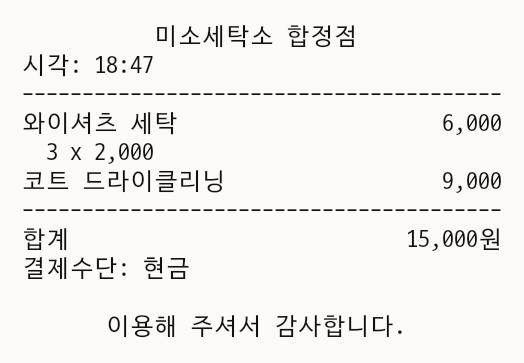 미소세탁소 합정점
시각: 18:47
----------------------------------------
와이셔츠 세탁 6,000
3 x 2,000
코트 드라이클리닝 9,000
----------------------------------------
합계 15,000원
결제수단: 현금
이용해 주셔서 감사합니다.